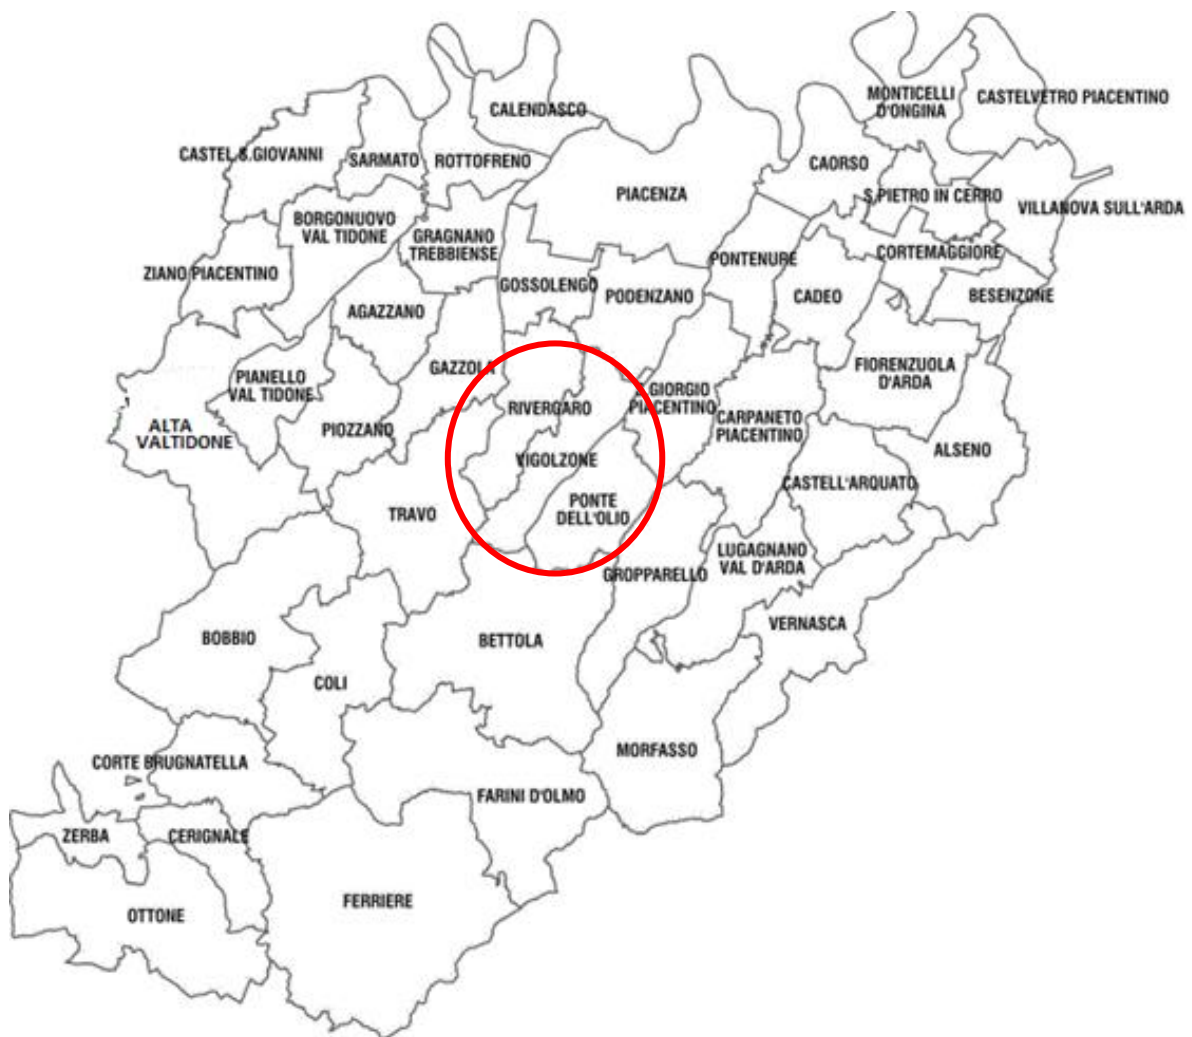 CALENDASCO
MONTICELLI
D'ONGINA
CASTELVETRO PIACENTINO
CASTEL S.GIOVANNI
SARMATO
ROTTOFRENO
CAORSO
PIACENZA
S.PIETRO IN CERRO
VILLANOVA SULL'ARDA
BORGONUOVO
VAL TIDONE
GRAGNANO
TREBBIENSE
PONTENURE
CORTEMAGGIORE
ZIANO PIACENTINO
GOSSOLENGO
PODENZANO
CADEO
BESENZONE
AGAZZANO
GAZZOLA
FIORENZUOLA
D'ARDA
PIANELLO
VAL TIDONE
RIVERGARO
GIORGIO
PIACENTINO
CARPANETO
PIACENTINO
ALTA
VALTIDONE
PIOZZANO
VIGOLZONE
ALSENO
CASTELL'ARQUATO
TRAVO
PONTE
DELL'OLIO
LUGAGNANO
VAL D'ARDA
GROPPARELLO
VERNASCA
BOBBIO
BETTOLA
COLI
MORFASSO
CORTE BRUGNATELLA
FARINI D'OLMO
ZERBA
CERIGNALE
FERRIERE
OTTONE